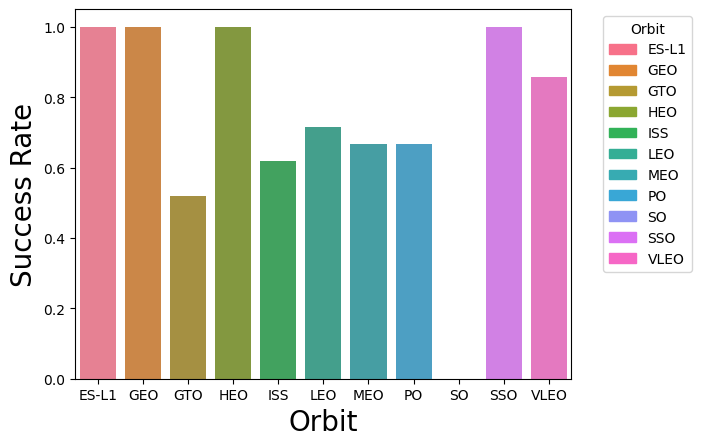 Success Rate
1.0
0.8
0.6
0.4
0.2
0.0
ES-L1 GEO GTO HEO ISS LEO MEO PO SO SSO VLEO
Orbit
Orbit
ES-L1
GEO
GTO
HEO
ISS
LEO
MEO
PO
SO
SSO
VLEO